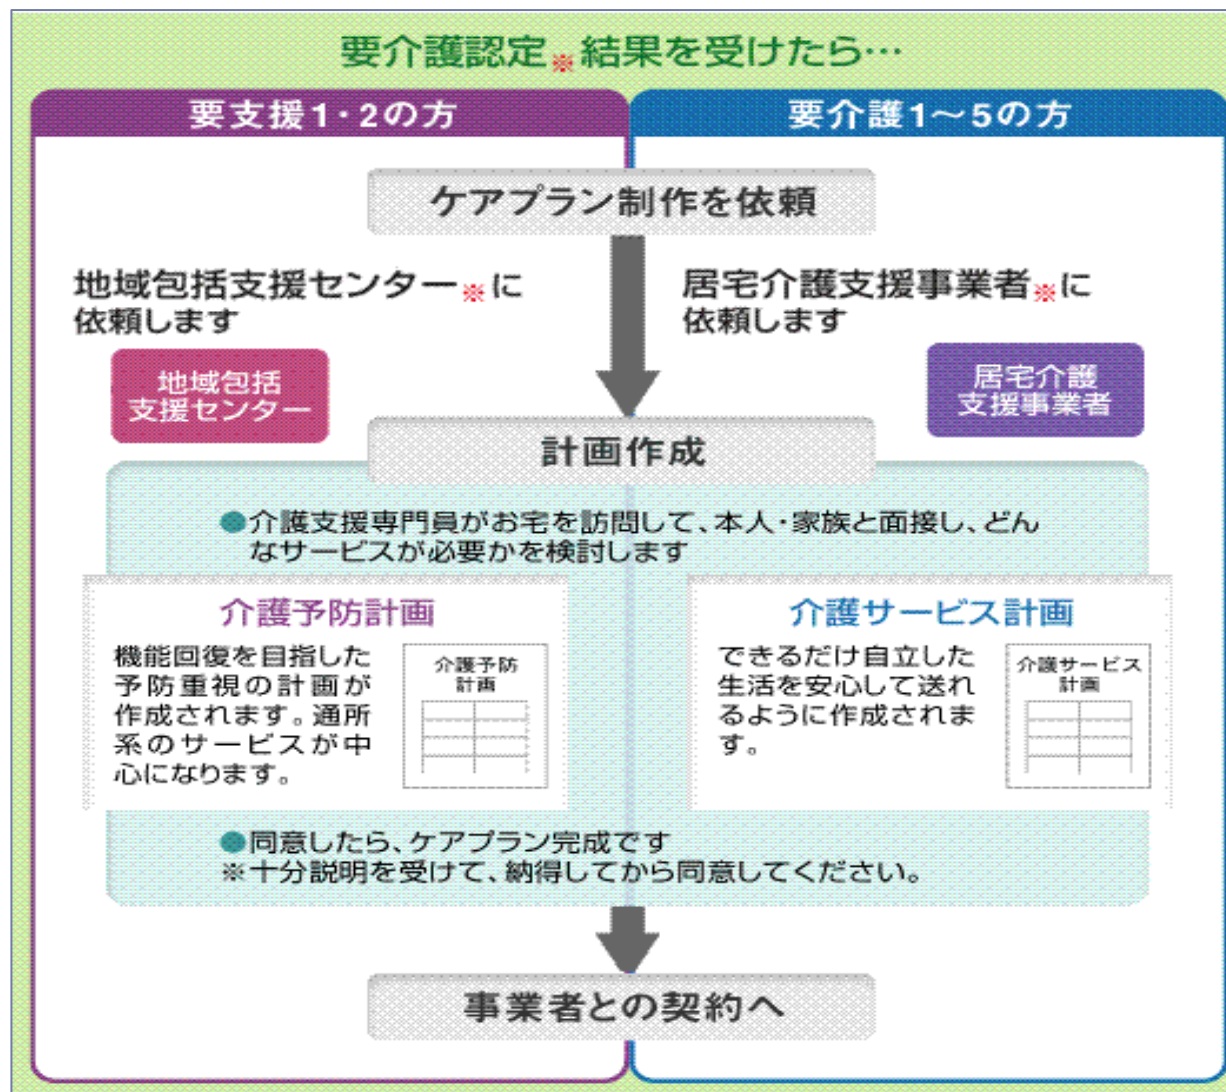 要介護認定※結果を受けたら…
要支援1・2の方
要介護1～5の方
ケアプラン制作を依頼
地域包括支援センター※に
依頼します
居宅介護支援事業者※に
依頼します
地域包括
支援センター
居宅介護
支援事業者
計画作成
●介護支援専門員がお宅を訪問して、本人・家族と面接し、どん
なサービスが必要かを検討します
介護予防計画
機能回復を目指した
予防重視の計画が
作成されます。通所
系のサービスが中
心になります。
介護予防
計画
介護サービス計画
できるだけ自立した
生活を安心して送れ
るように作成されま
す。
介護サービス
計画
●同意したら、ケアプラン完成です
※十分説明を受けて、納得してから同意してください。
事業者との契約へ